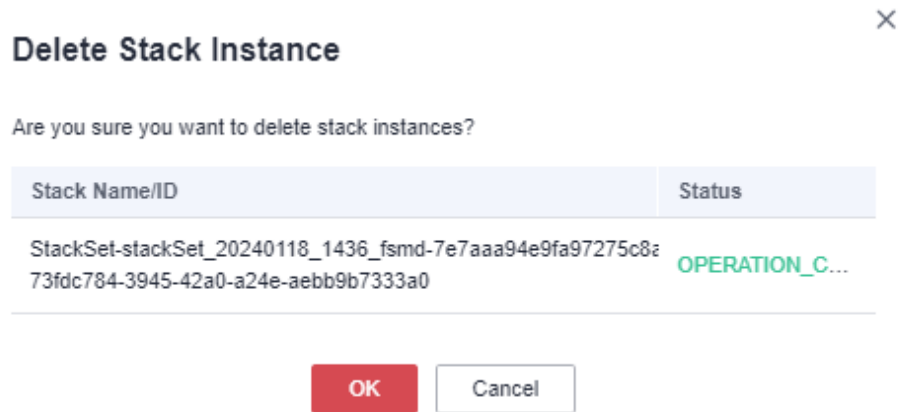 Delete Stack Instance
Are you sure you want to delete stack instances?
Stack Name/ID Status
StackSet-stackSet_20240118_1436_fsmd-7e7aaa94e9fa97275c8a
73fdc784-3945-42a0-a24e-aebb9b7333a0
OPERATION_C...
OK Cancel